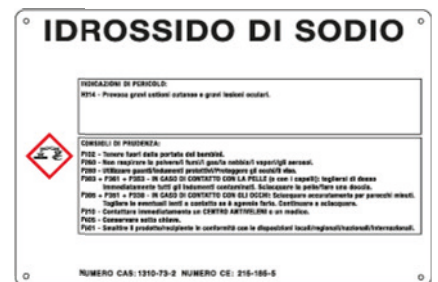 IDROSSIDO DI SODIO
INDICAZIONI DI PERICOLO:
H314 - Provoca gravi ustioni cutanee e gravi lesioni oculari.
CONSIGLI DI PRUDENZA:
P102 - Tenere fuori dalla portata dei bambini.
P260 - Non respirare la polvere/i fumi/i gas/la nebbia/i vapori/gli aerosol.
P280 - Utilizzare guanti/indumenti protettivi/Proteggere gli occhi/il viso.
P303 + P361 + P353 - IN CASO DI CONTATTO CON LA PELLE (o con i capelli): togliersi di dosso
immediatamente tutti gli indumenti contaminati. Sciacquare la pelle/fare una doccia.
P305 + P351 + P338 - IN CASO DI CONTATTO CON GLI OCCHI: Sciacquare accuratamente per parecchi minuti.
Togliere le eventuali lenti a contatto se è agevole farlo. Continuare a sciacquare.
P310 - Contattare immediatamente un CENTRO ANTIVELENI o un medico.
P405 - Conservare sotto chiave.
P501 - Smaltire il prodotto/recipiente in conformità con le disposizioni locali/regionali/nazionali/internazionali.
NUMERO CAS: 1310-73-2 NUMERO CE: 215-185-5